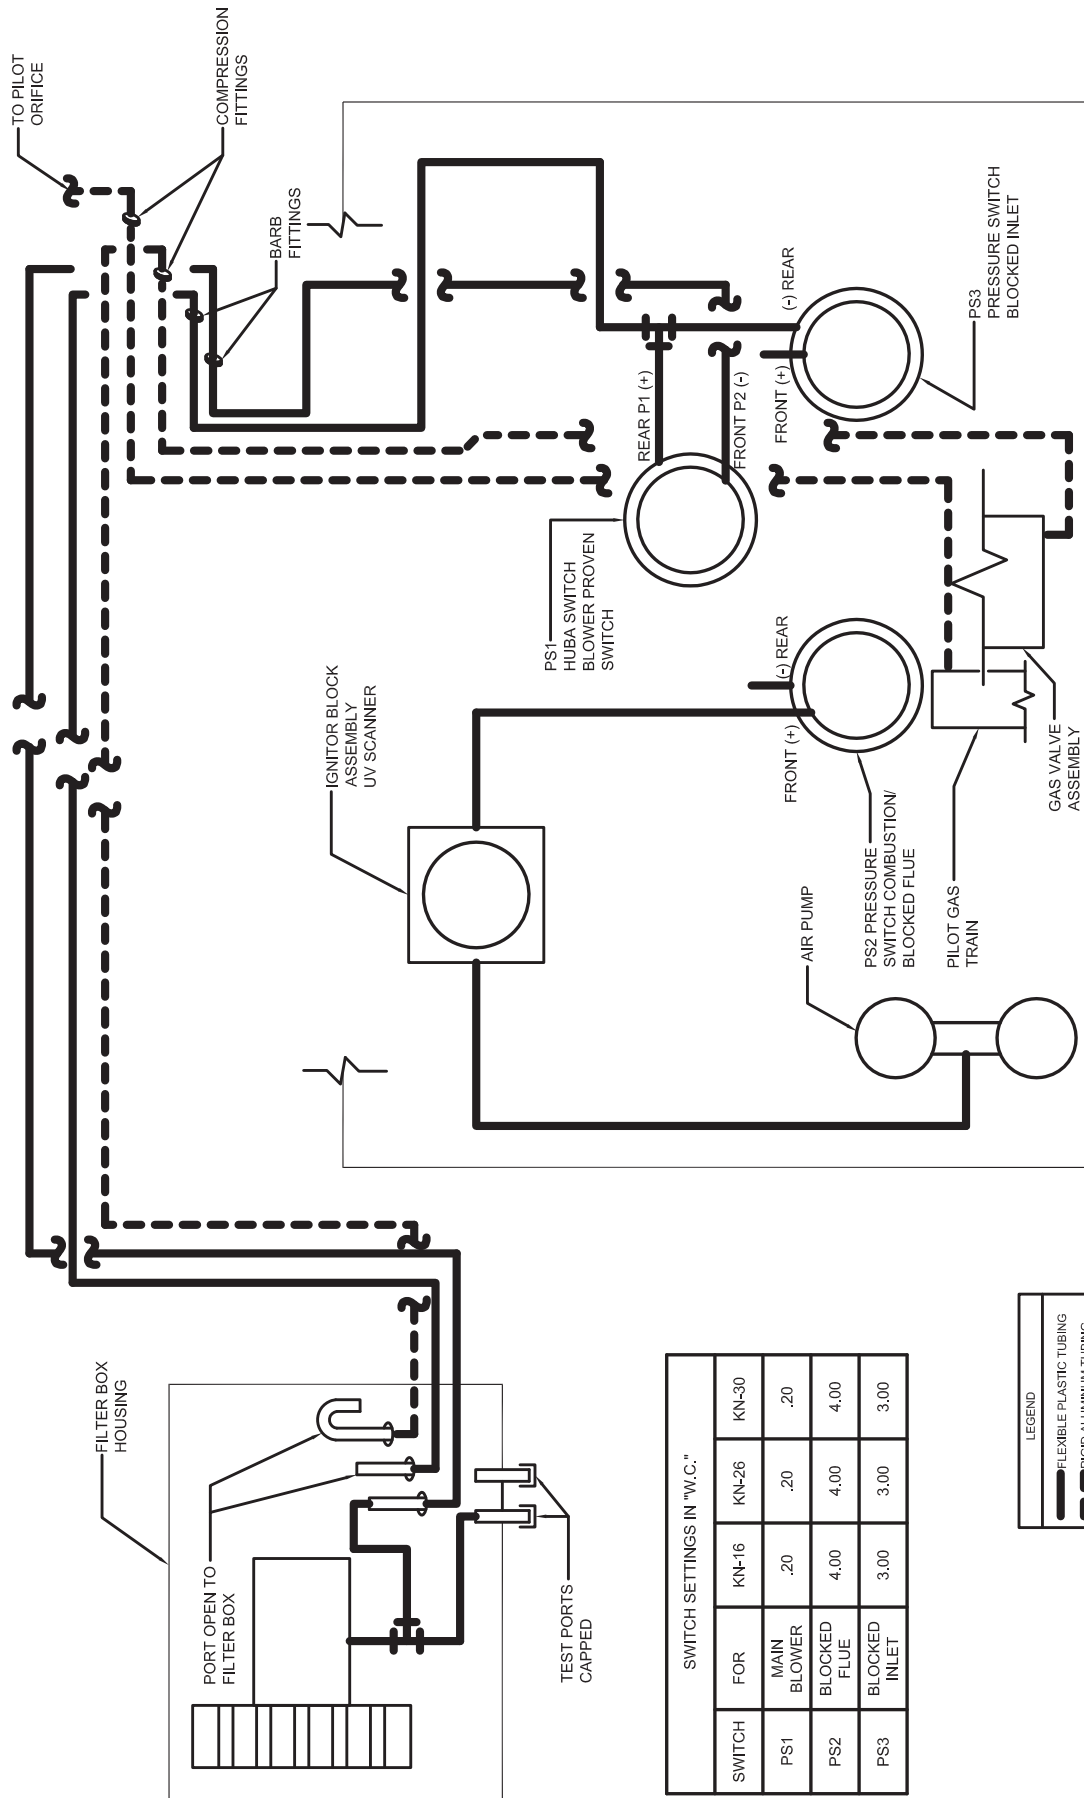 FILTER BOX
HOUSING
PORT OPEN TO
FILTER BOX
TEST PORTS
CAPPED
TO PILOT
ORIFICE
COMPRESSION
FITTINGS
BARB
FITTINGS
IGNITOR BLOCK
ASSEMBLY
UV SCANNER
PS1
HUBA SWITCH
BLOWER PROVEN
SWITCH
REAR P1 (+)
FRONT P2 (-)
(-) REAR
FRONT (+)
PS3
PRESSURE SWITCH
BLOCKED INLET
FRONT (+)
(-) REAR
AIR PUMP
PS2 PRESSURE
SWITCH COMBUSTION/
BLOCKED FLUE
PILOT GAS
TRAIN
GAS VALVE
ASSEMBLY
SWITCH SETTINGS IN "W.C."
SWITCH FOR KN-16 KN-26 KN-30
PS1 MAIN BLOWER .20 .20 .20
PS2 BLOCKED FLUE 4.00 4.00 4.00
PS3 BLOCKED INLET 3.00 3.00 3.00
LEGEND
FLEXIBLE PLASTIC TUBING
RIGID ALUMINUM TUBING